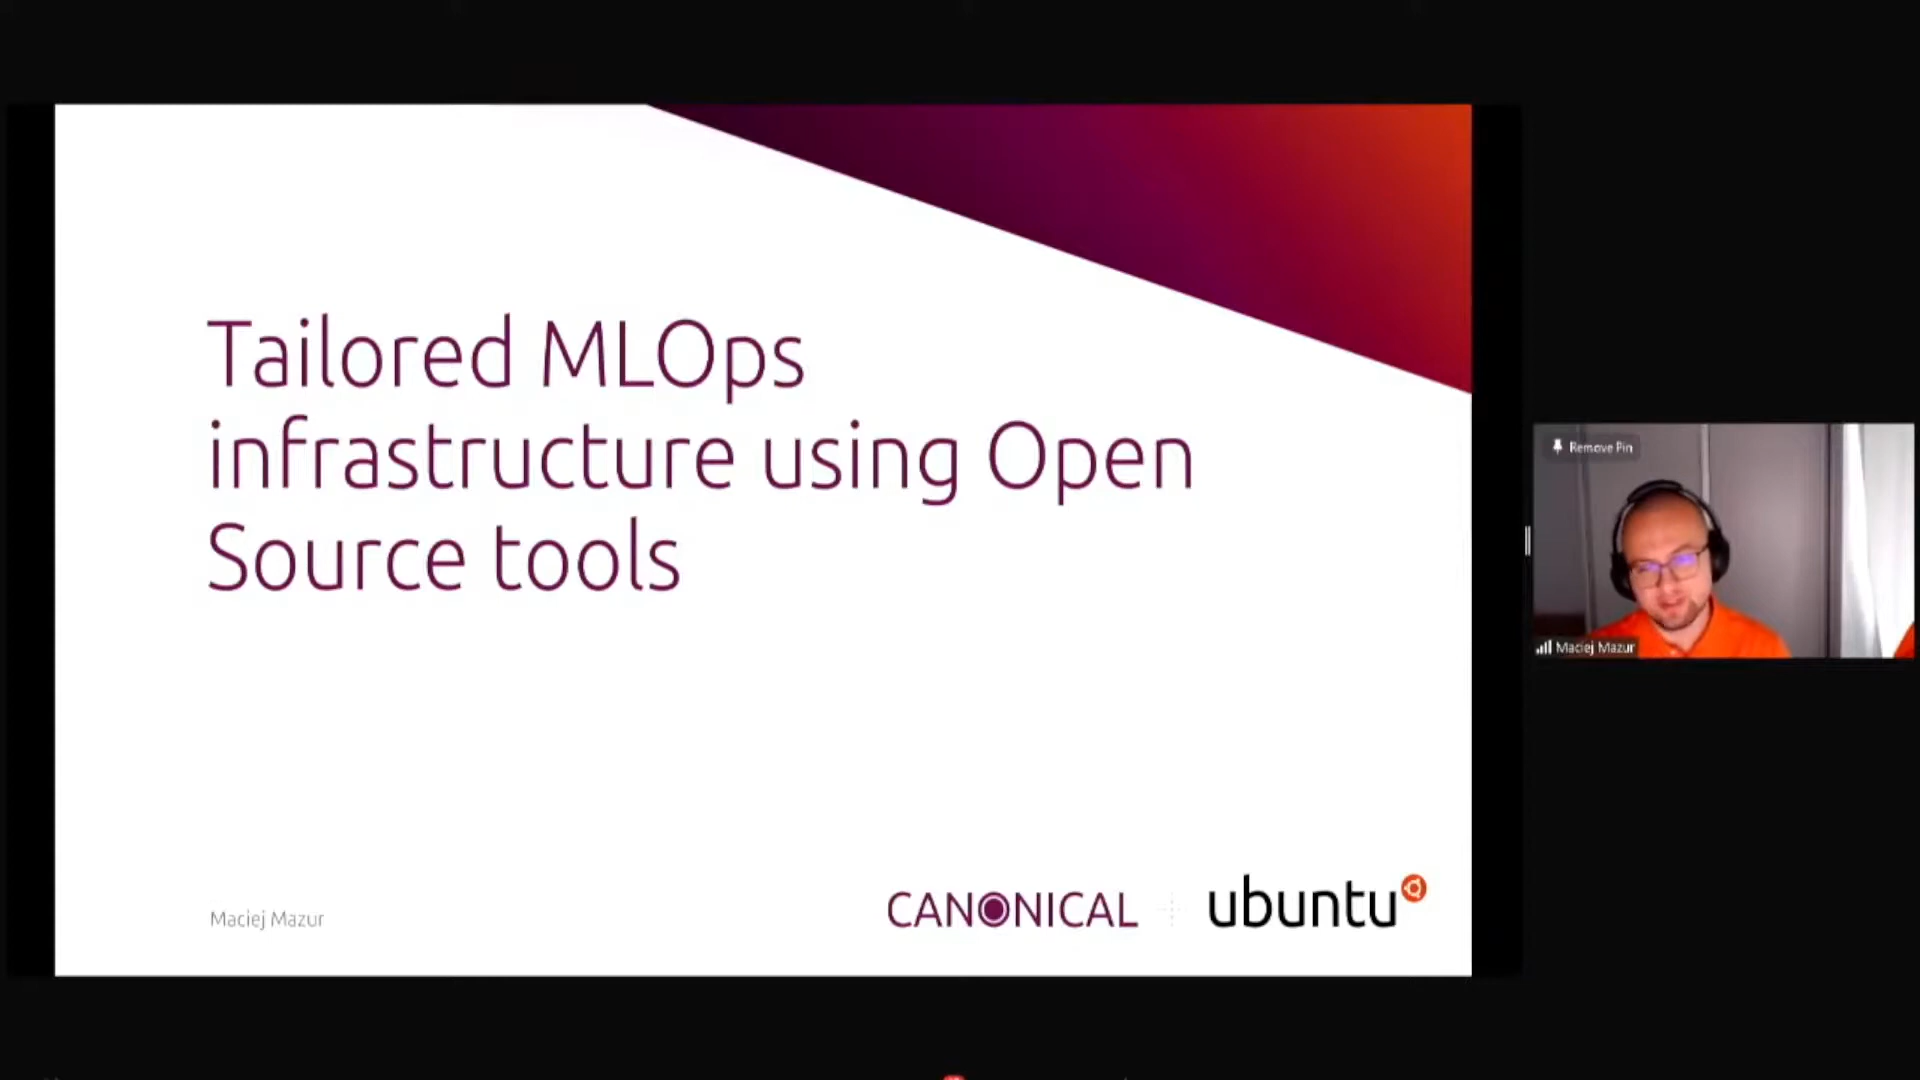 Tailored MLOps
infrastructure using Open
Source tools
Maciej Mazur
CANONICAL
ubuntu
Remove Pin
Maciej Mazur